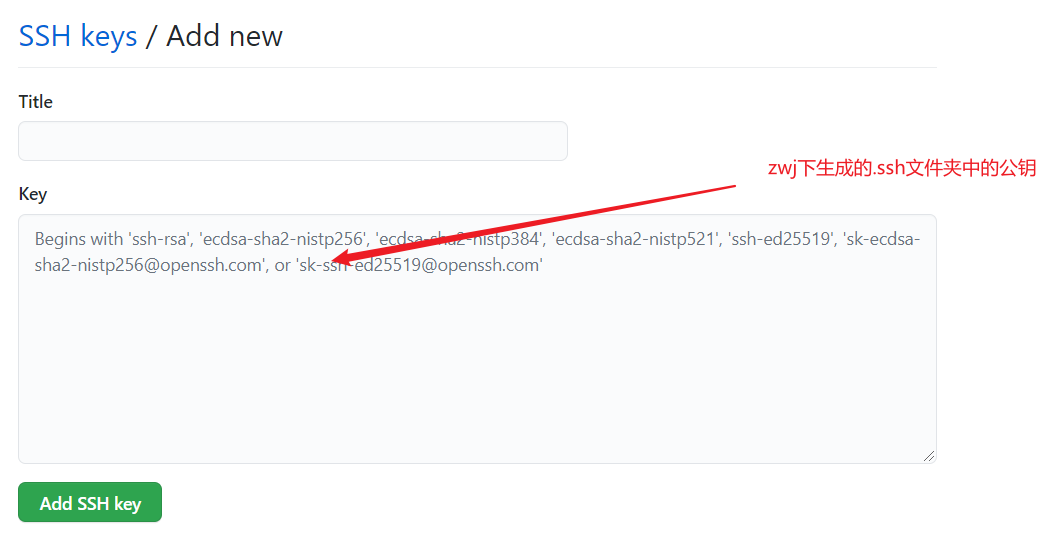 SSH keys / Add new
Title
zwj下生成的.ssh文件夹中的公钥
Key
Begins with 'ssh-rsa', 'ecdsa-sha2-nistp256', 'ecdsa-sha2-nistp384', 'ecdsa-sha2-nistp521', 'ssh-ed25519', 'sk-ecdsa-
sha2-nistp256@openssh.com', or 'sk-ssh-ed25519@openssh.com'
Add SSH key